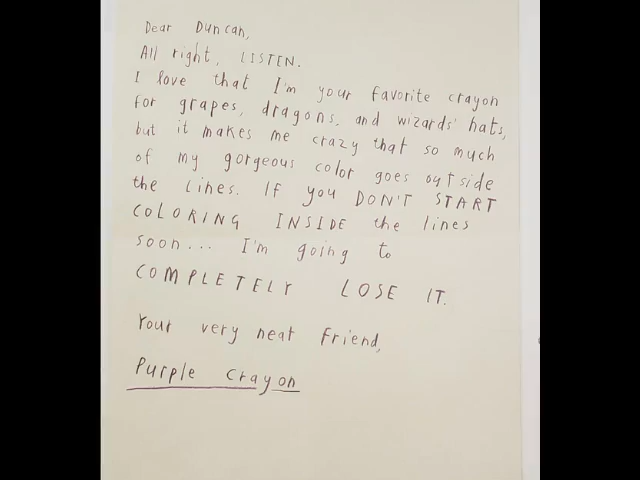 Dear Duncan,
All right, LISTEN.
I love that I'm your favorite crayon
for grapes, dragons, and wizards' hats,
but it makes me crazy that so much
of my gorgeous color goes outside
the lines. If you DON'T START
COLORING INSIDE the lines
soon... I'm going to
COMPLETELY LOSE IT.
Your very neat friend,
Purple Crayon